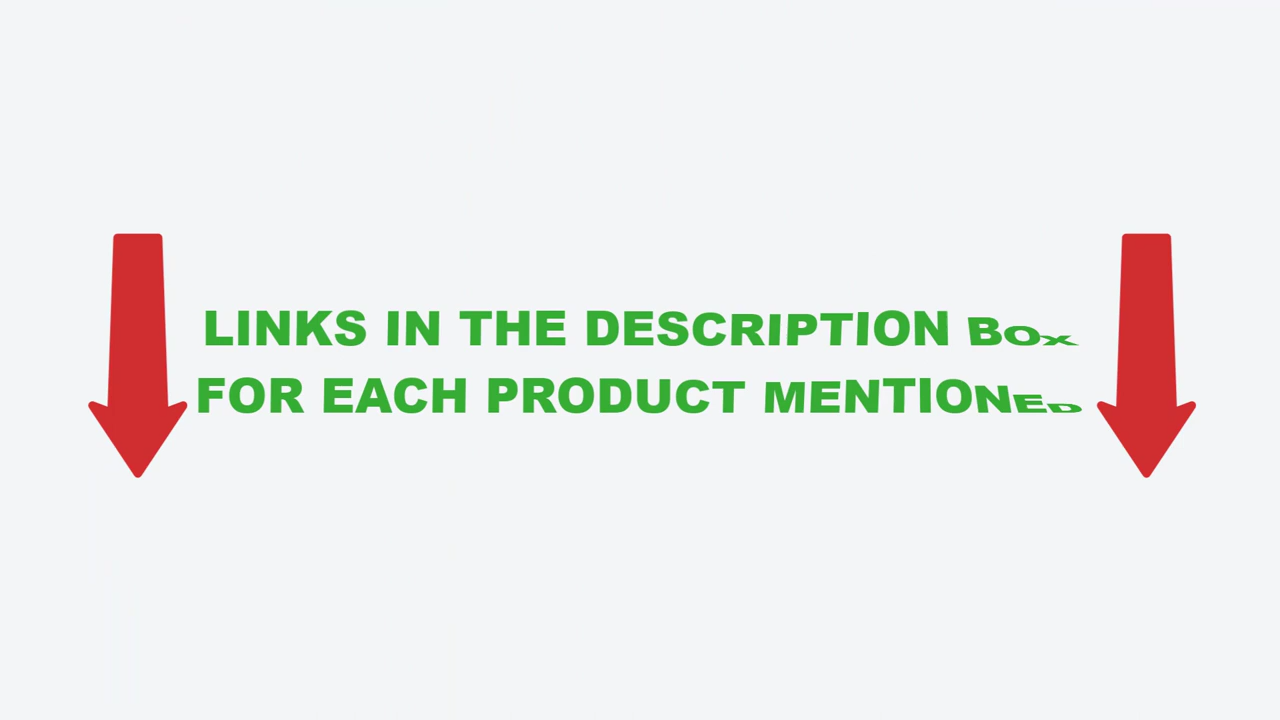 LINKS IN THE DESCRIPTION BOX
FOR EACH PRODUCT MENTIONED